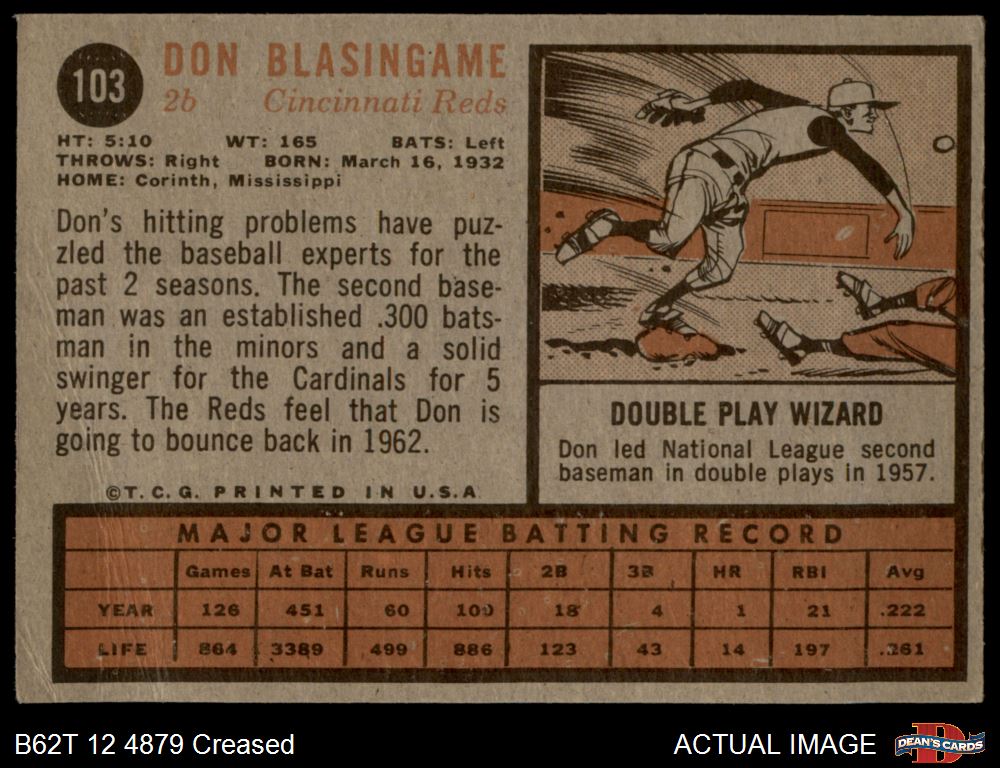 103
DON BLASINGAME
2b Cincinnati Reds
HT: 5:10 WT: 165 BATS: Left
THROWS: Right BORN: March 16, 1932
HOME: Corinth, Mississippi
Don's hitting problems have puz-
zled the baseball experts for the
past 2 seasons. The second base-
man was an established .300 bats-
man in the minors and a solid
swinger for the Cardinals for 5
years. The Reds feel that Don is
going to bounce back in 1962.
©T. C. G. PRINTED IN U.S.A
DOUBLE PLAY WIZARD
Don led National League second
baseman in double plays in 1957.
MAJOR LEAGUE BATTING RECORD
Games At Bat Runs Hits 2B 3B HR RBI Avg
YEAR 126 451 60 100 18 4 1 21 .222
LIFE 864 3389 499 886 123 43 14 197 .261
B62T 12 4879 Creased
ACTUAL IMAGE
D
DEAN'S CARDS